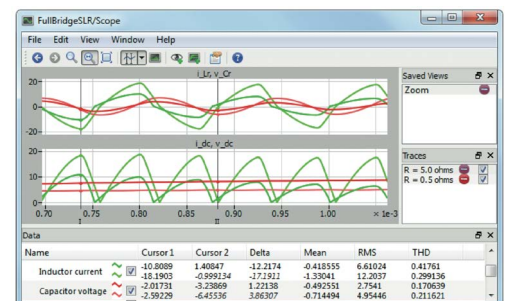 FullBridgeSLR/Scope
File Edit View Window Help
i_Lr, v_Cr
20
0
-20
i_dc, v_dc
20
10
0
0.70 0.75 0.80 0.85 0.90 0.95 1.00 × 1e-3
I II
Saved Views
Zoom
Traces
R = 5.0 ohms
R = 0.5 ohms
Data
Name Cursor 1 Cursor 2 Delta Mean RMS THD
Inductor current -10.8089 1.40847 -12.2174 -0.418555 6.61024 0.41761
-18.1903 -0.999134 -17.1911 -1.33041 12.2037 0.299136
Capacitor voltage -2.01731 -3.23869 1.22138 -0.492551 2.7541 0.170639
-2.59229 -6.45536 3.86307 -0.714494 4.95446 0.211621